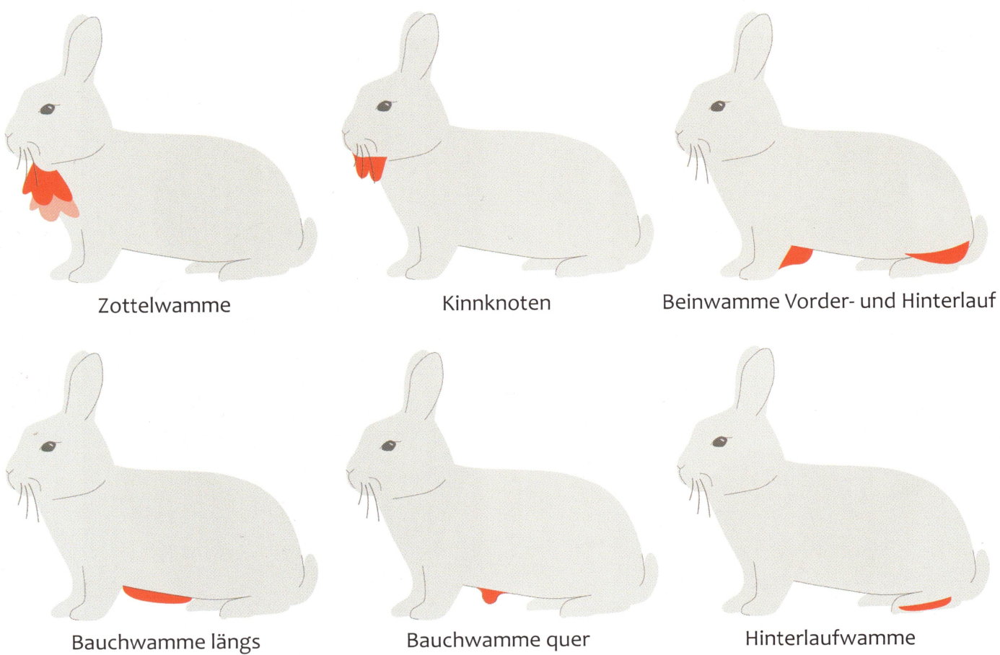 Zottelwamme
Kinnknoten
Beinwamme Vorder- und Hinterlauf
Bauchwamme längs
Bauchwamme quer
Hinterlaufwamme